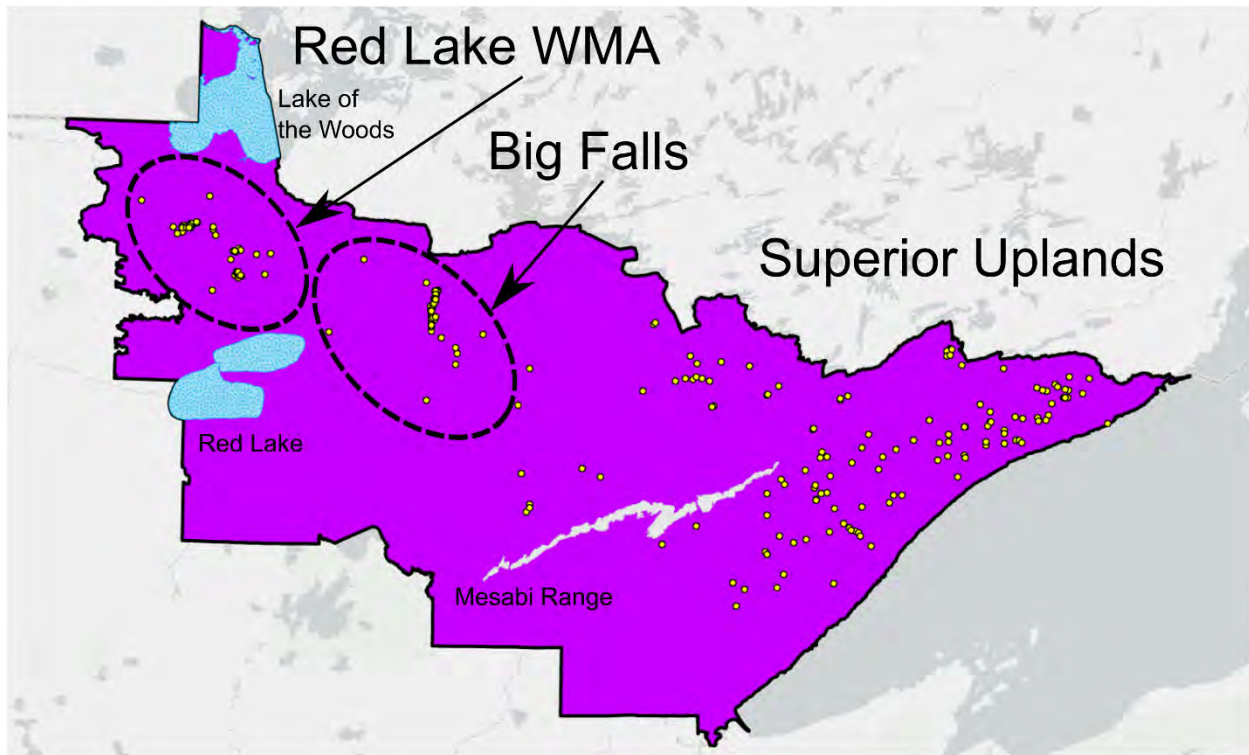 Red Lake WMA
Lake of
the Woods
Big Falls
Superior Uplands
Red Lake
Mesabi Range